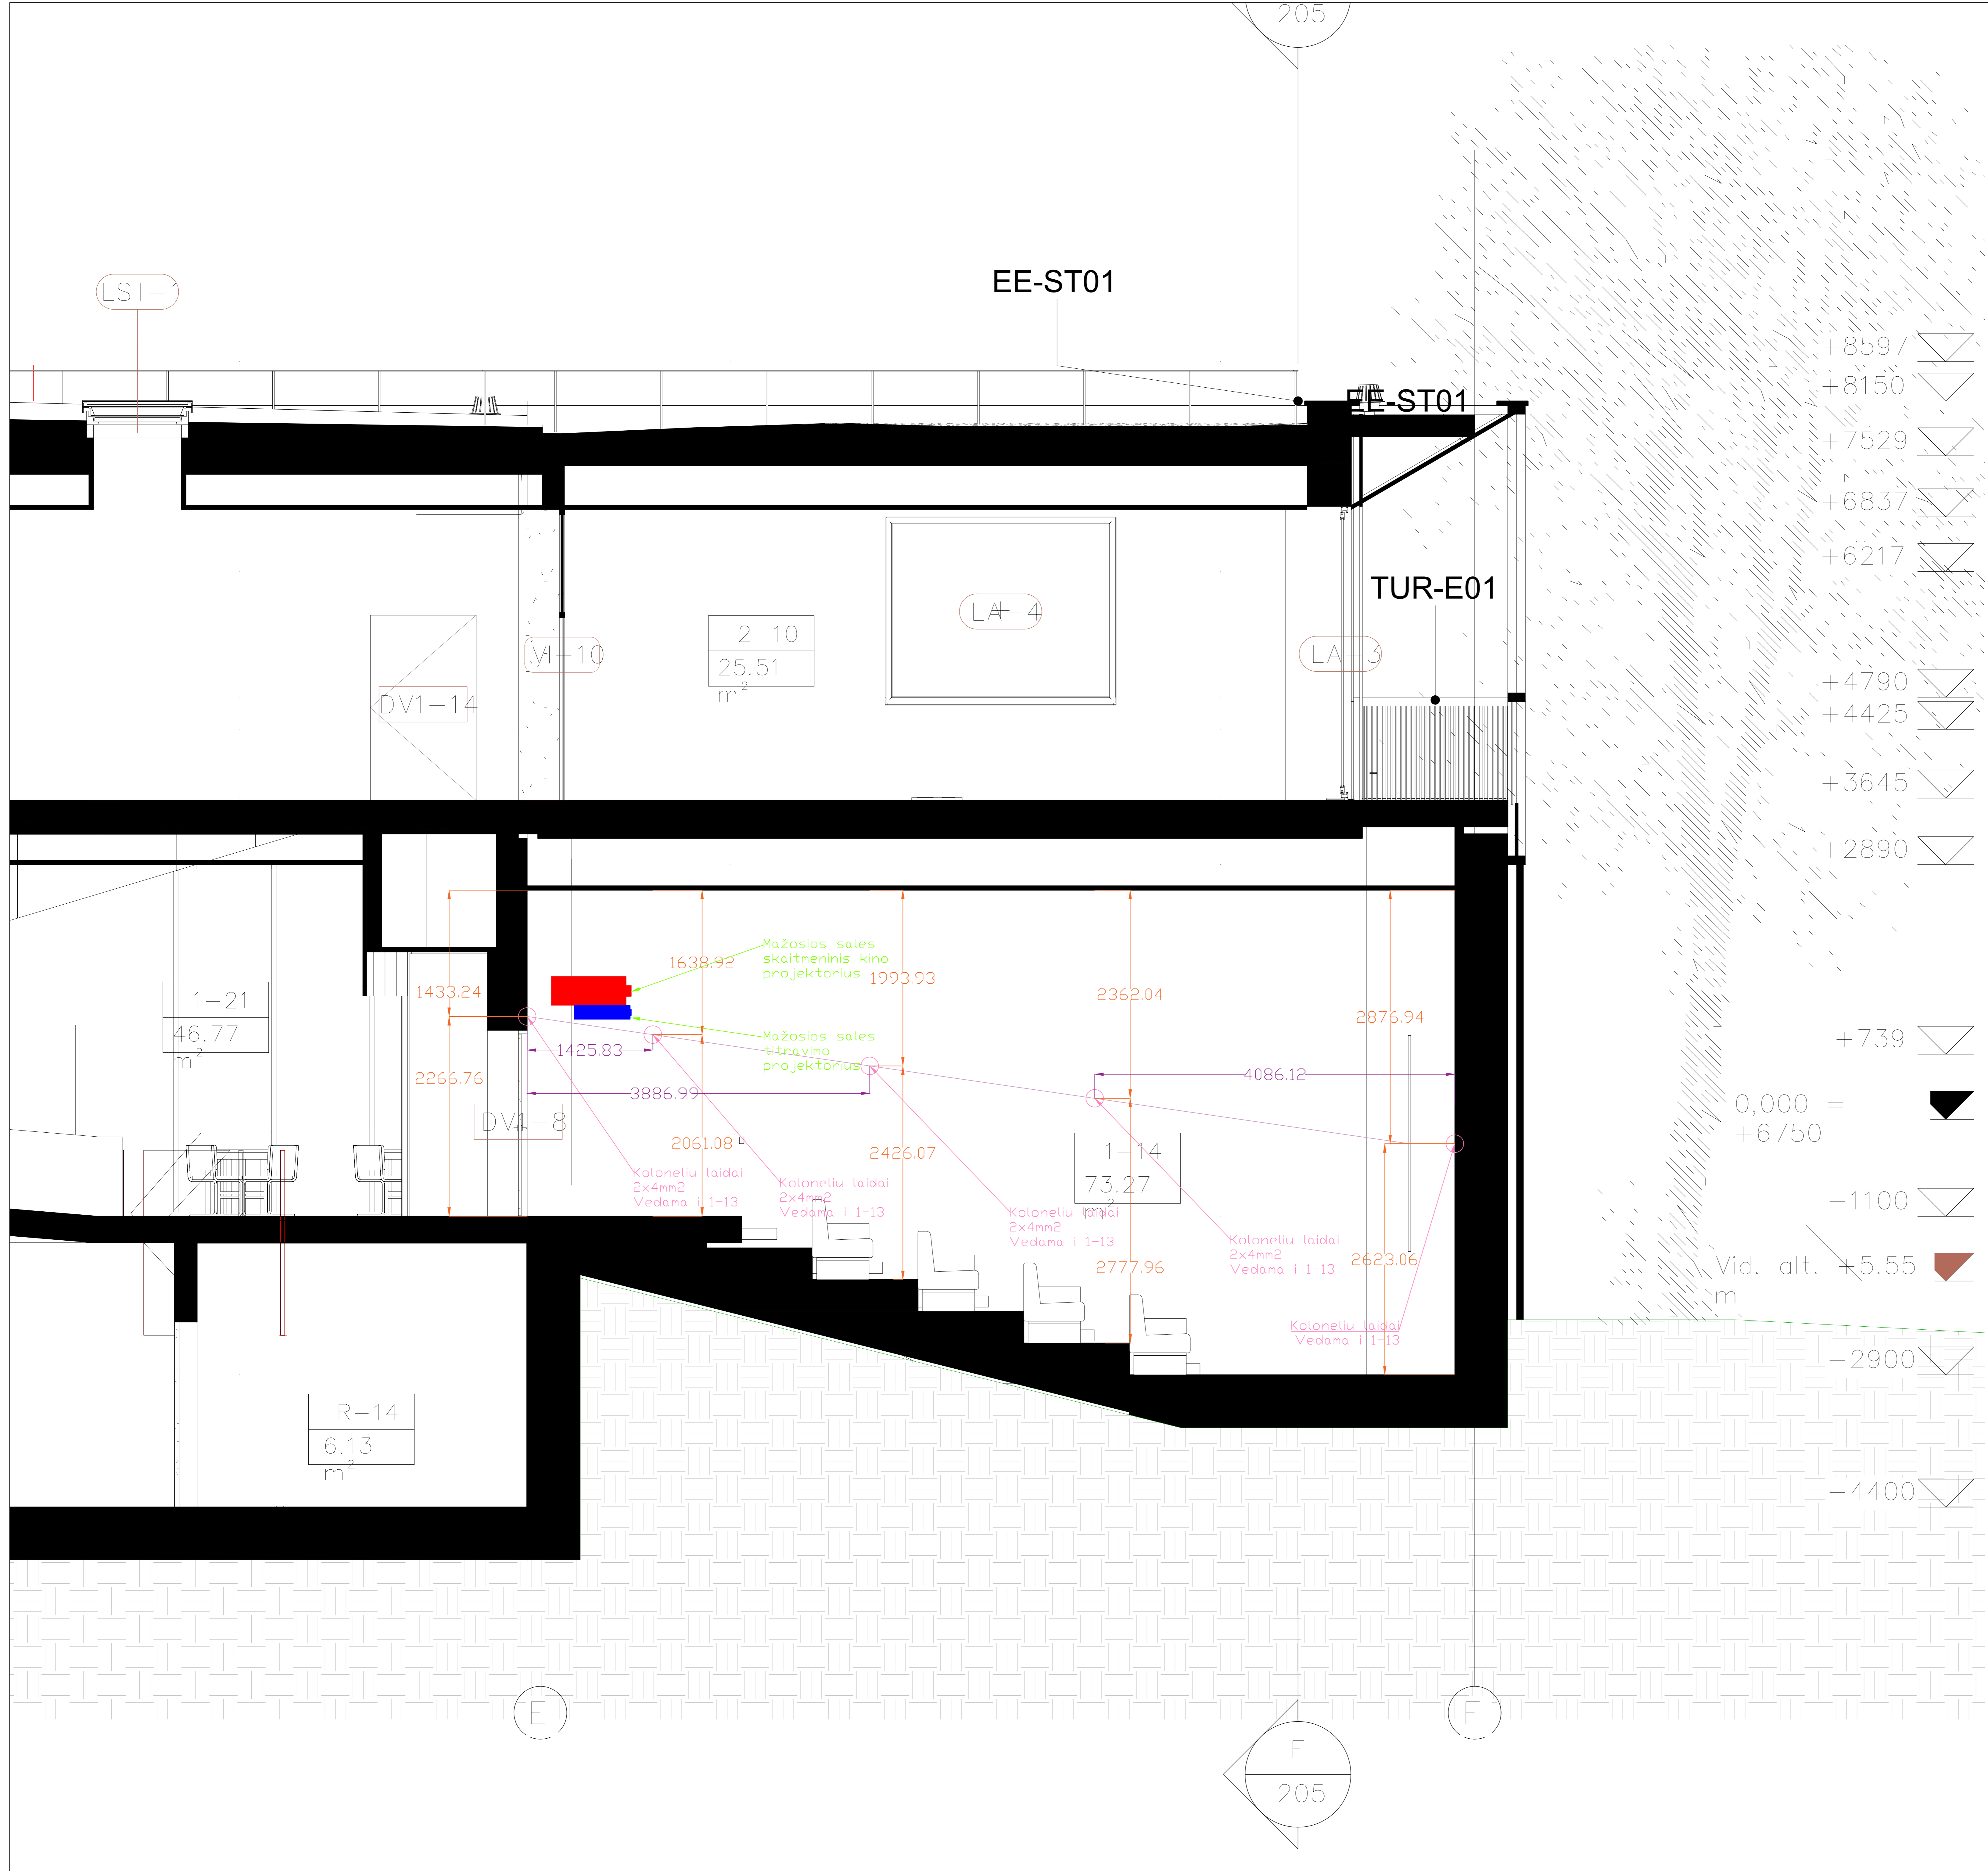 205
LST-1
EE-ST01
EE-ST01
+8597
+8150
+7529
+6837
+6217
TUR-E01
LA-4
2-10
25.51
m²
VI-10
LA-3
DV1-14
+4790
+4425
+3645
+2890
Mažosios sales
skaitmeninis kino
projektorius
1638.92
1993.93
1433.24
2362.04
2876.94
1-21
46.77
m²
Mažosios sales
titravimo
projektorius
+739
1425.83
2266.76
3886.99
4086.12
0,000 =
+6750
DV1-8
2061.08
2426.07
1-14
73.27
m²
Koloneliu laidai
2x4mm2
Vedama i 1-13
Koloneliu laidai
2x4mm2
Vedama i 1-13
Koloneliu laidai
2x4mm2
Vedama i 1-13
Koloneliu laidai
2x4mm2
Vedama i 1-13
-1100
2777.96
2623.06
Vid. alt. +5.55
m
Koloneliu laidai
Vedama i 1-13
-2900
R-14
6.13
m²
-4400
E
F
E
205